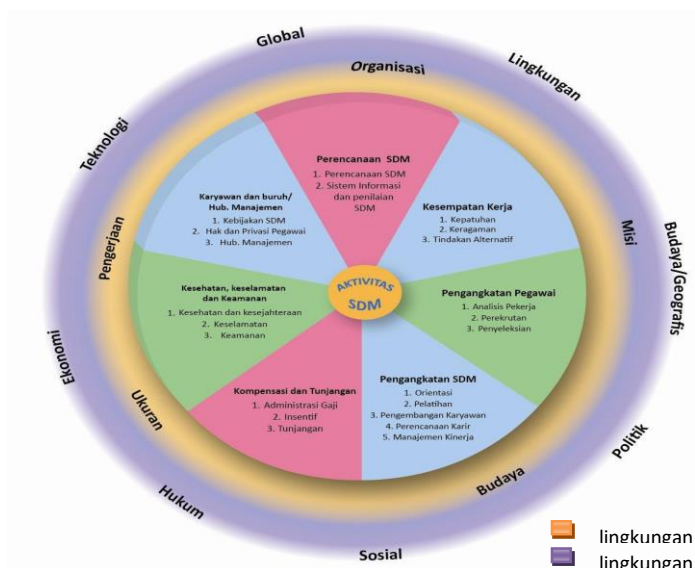 Global
Lingkungan
Budaya/Geografis
Politik
Sosial
Hukum
Ekonomi
Teknologi
Organisasi
Misi
Budaya
Ukuran
Pengerjaan
Perencanaan SDM
1. Perencanaan SDM
2. Sistem Informasi
dan penilaian
SDM
Kesempatan Kerja
1. Kepatuhan
2. Keragaman
3. Tindakan Alternatif
Pengangkatan Pegawai
1. Analisis Pekerja
2. Perekrutan
3. Penyeleksian
Pengangkatan SDM
1. Orientasi
2. Pelatihan
3. Pengembangan Karyawan
4. Perencanaan Karir
5. Manajemen Kinerja
Kompensasi dan Tunjangan
1. Administrasi Gaji
2. Insentif
3. Tunjangan
Kesehatan, keselamatan
dan Keamanan
1. Kesehatan dan kesejahteraan
2. Keselamatan
3. Keamanan
Karyawan dan buruh/
Hub. Manajemen
1. Kebijakan SDM
2. Hak dan Privasi Pegawai
3. Hub. Manajemen
AKTIVITAS
SDM
lingkungan
lingkungan